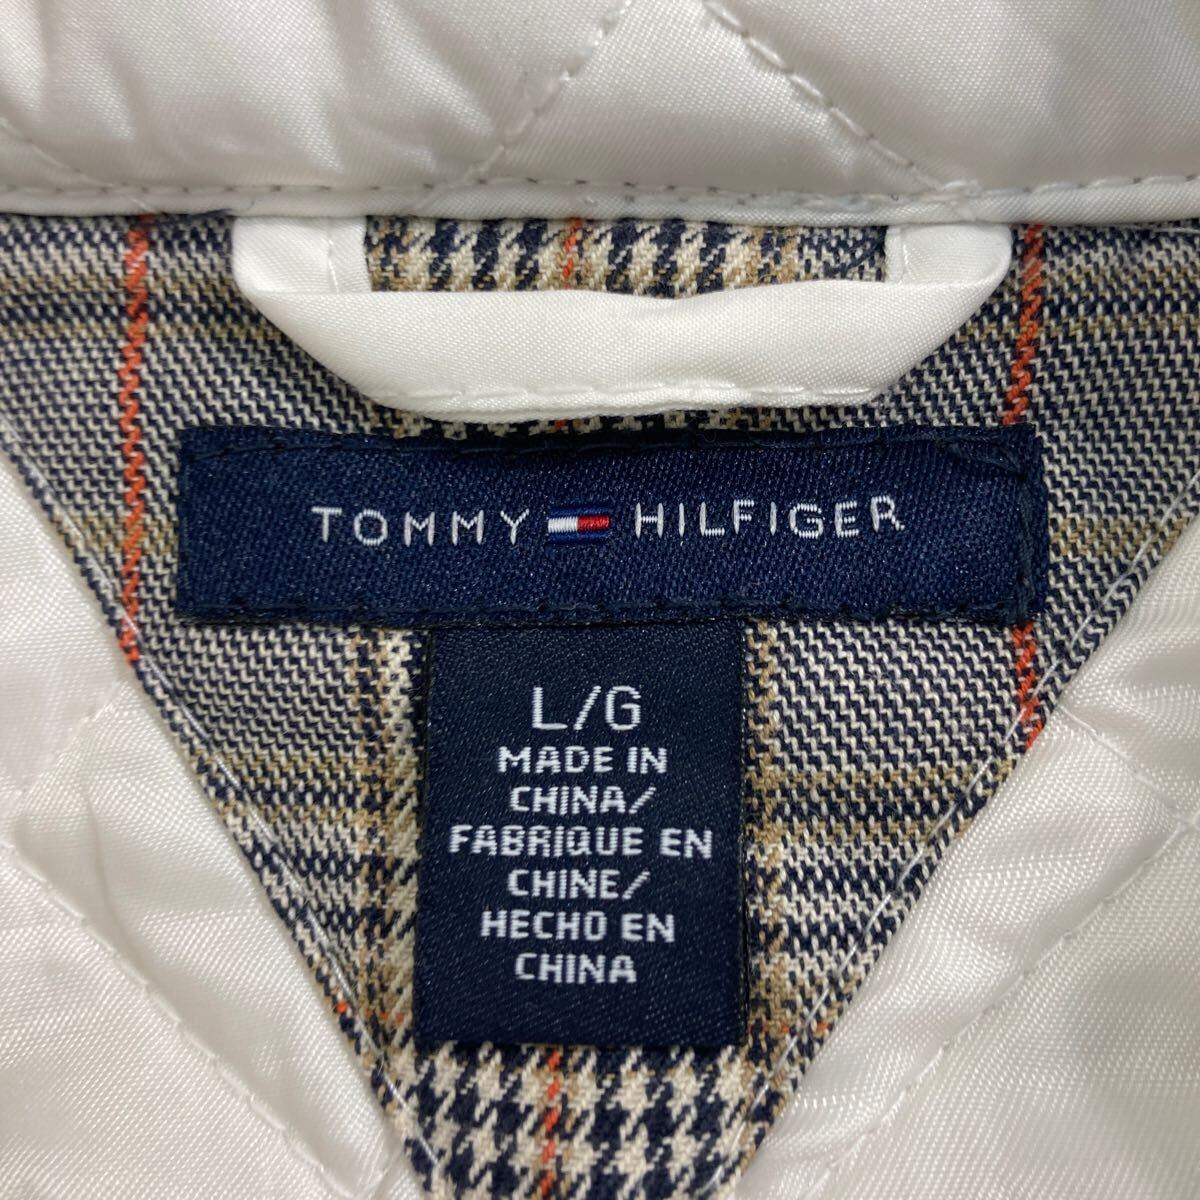 TOMMY HILFIGER
L/G
MADE IN
CHINA/
FABRIQUE EN
CHINE/
HECHO EN
CHINA